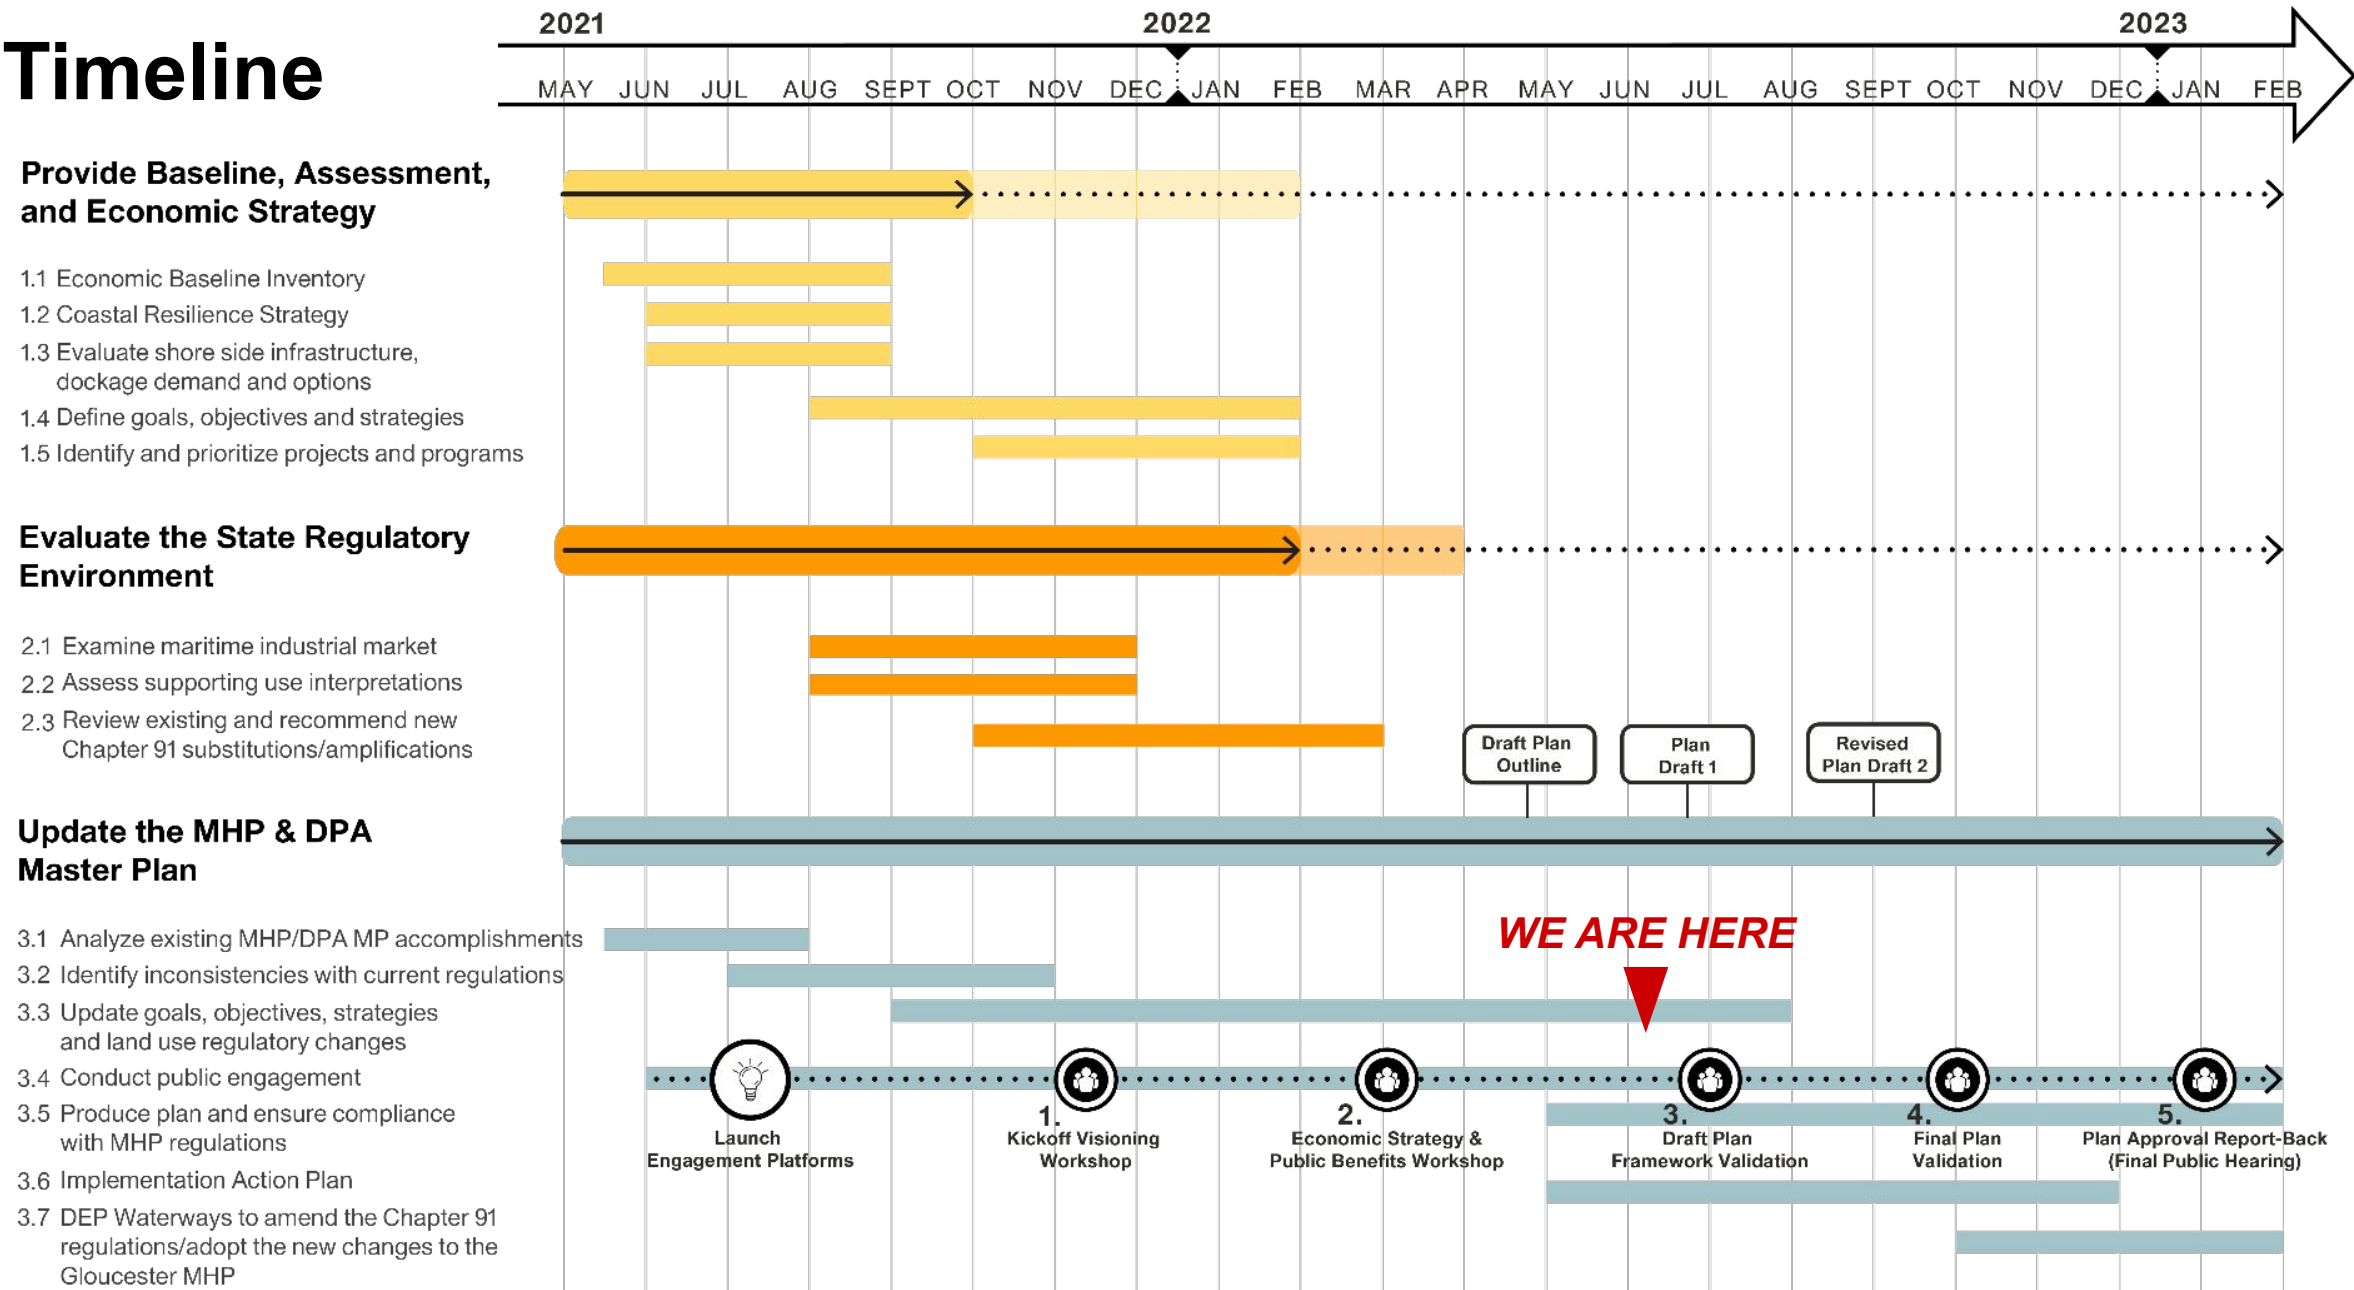 Timeline
2021 2022 2023
MAY JUN JUL AUG SEPT OCT NOV DEC JAN FEB MAR APR MAY JUN JUL AUG SEPT OCT NOV DEC JAN FEB
Provide Baseline, Assessment,
and Economic Strategy
1.1 Economic Baseline Inventory
1.2 Coastal Resilience Strategy
1.3 Evaluate shore side infrastructure,
dockage demand and options
1.4 Define goals, objectives and strategies
1.5 Identify and prioritize projects and programs
Evaluate the State Regulatory
Environment
2.1 Examine maritime industrial market
2.2 Assess supporting use interpretations
2.3 Review existing and recommend new
Chapter 91 substitutions/amplifications
Draft Plan
Outline
Plan
Draft 1
Revised
Plan Draft 2
Update the MHP & DPA
Master Plan
WE ARE HERE
3.1 Analyze existing MHP/DPA MP accomplishments
3.2 Identify inconsistencies with current regulations
3.3 Update goals, objectives, strategies
and land use regulatory changes
3.4 Conduct public engagement
3.5 Produce plan and ensure compliance
with MHP regulations
3.6 Implementation Action Plan
3.7 DEP Waterways to amend the Chapter 91
regulations/adopt the new changes to the
Gloucester MHP
Launch
Engagement Platforms
1.
Kickoff Visioning
Workshop
2.
Economic Strategy &
Public Benefits Workshop
3.
Draft Plan
Framework Validation
4.
Final Plan
Validation
5.
Plan Approval Report-Back
(Final Public Hearing)